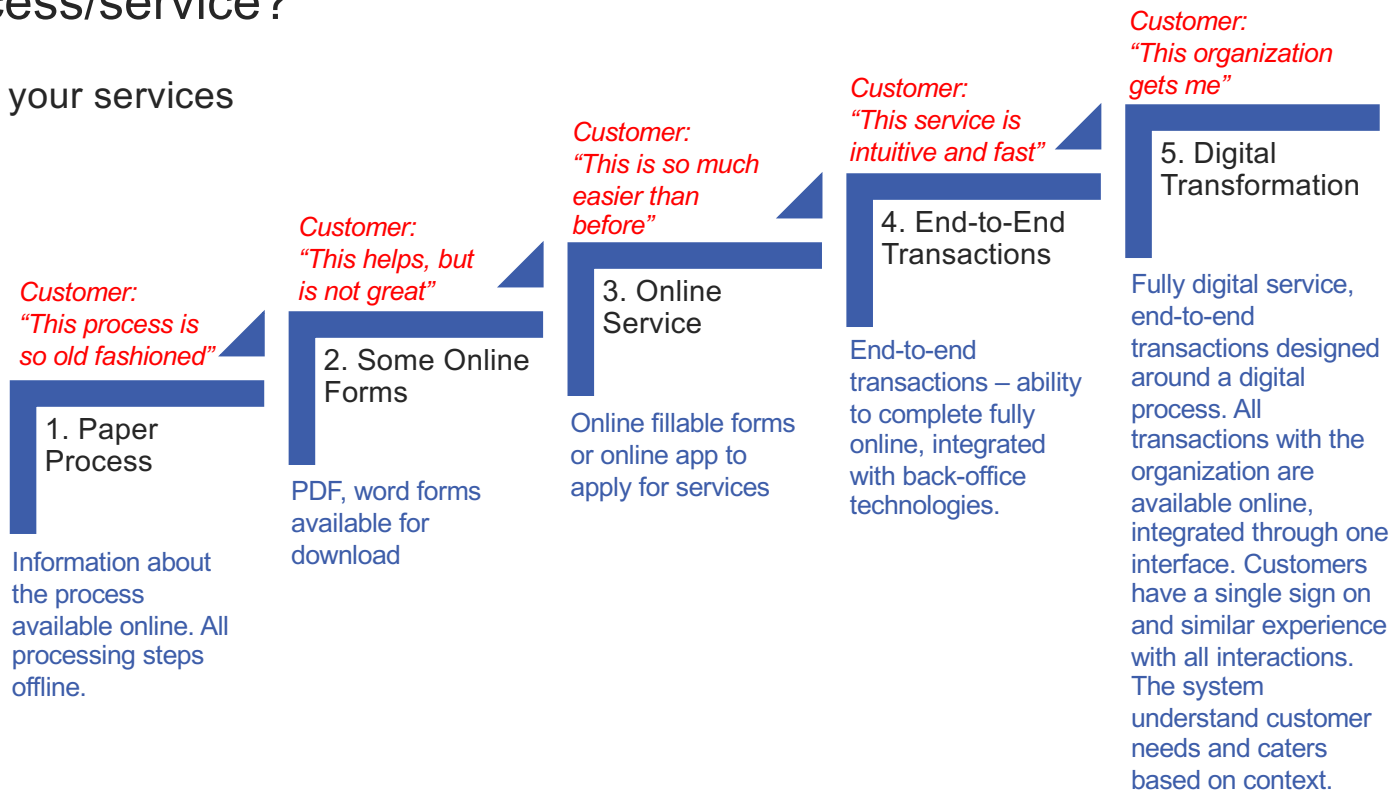 cess/service?
your services
Customer:
“This process is
so old fashioned”
1. Paper
Process
Information about
the process
available online. All
processing steps
offline.
Customer:
“This helps, but
is not great”
2. Some Online
Forms
PDF, word forms
available for
download
Customer:
“This is so much
easier than
before”
3. Online
Service
Online fillable forms
or online app to
apply for services
Customer:
“This service is
intuitive and fast”
4. End-to-End
Transactions
End-to-end
transactions – ability
to complete fully
online, integrated
with back-office
technologies.
Customer:
“This organization
gets me”
5. Digital
Transformation
Fully digital service,
end-to-end
transactions designed
around a digital
process. All
transactions with the
organization are
available online,
integrated through one
interface. Customers
have a single sign on
and similar experience
with all interactions.
The system
understand customer
needs and caters
based on context.